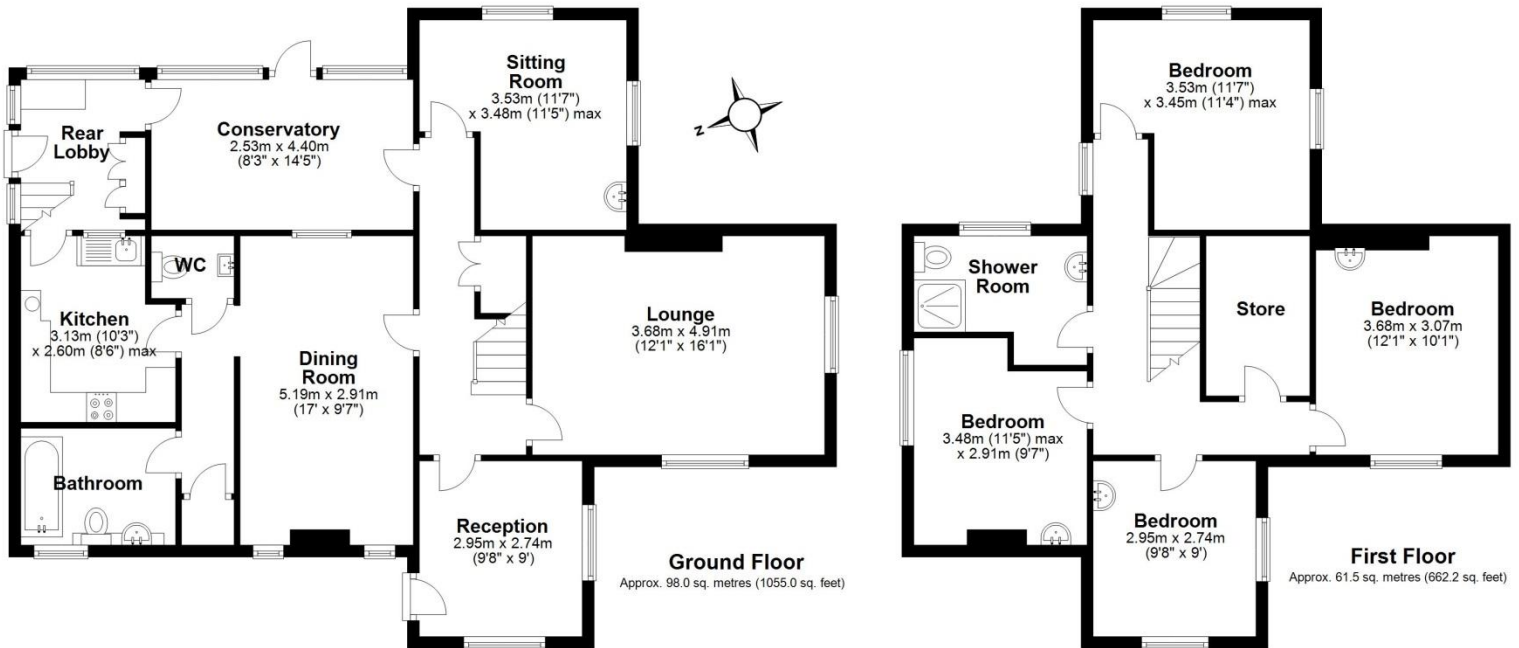 Sitting
Room
3.53m (11'7")
x 3.48m (11'5") max
Rear
Lobby
Conservatory
2.53m x 4.40m
(8'3" x 14'5")
N
WC
Kitchen
3.13m (10'3")
x 2.60m (8'6") max
Dining
Room
5.19m x 2.91m
(17' x 9'7")
Lounge
3.68m x 4.91m
(12'1" x 16'1")
Bathroom
Reception
2.95m x 2.74m
(9'8" x 9')
Ground Floor
Approx. 98.0 sq. metres (1055.0 sq. feet)
Bedroom
3.53m (11'7")
x 3.45m (11'4") max
Shower
Room
Store
Bedroom
3.68m x 3.07m
(12'1" x 10'1")
Bedroom
3.48m (11'5") max
x 2.91m (9'7")
Bedroom
2.95m x 2.74m
(9'8" x 9')
First Floor
Approx. 61.5 sq. metres (662.2 sq. feet)